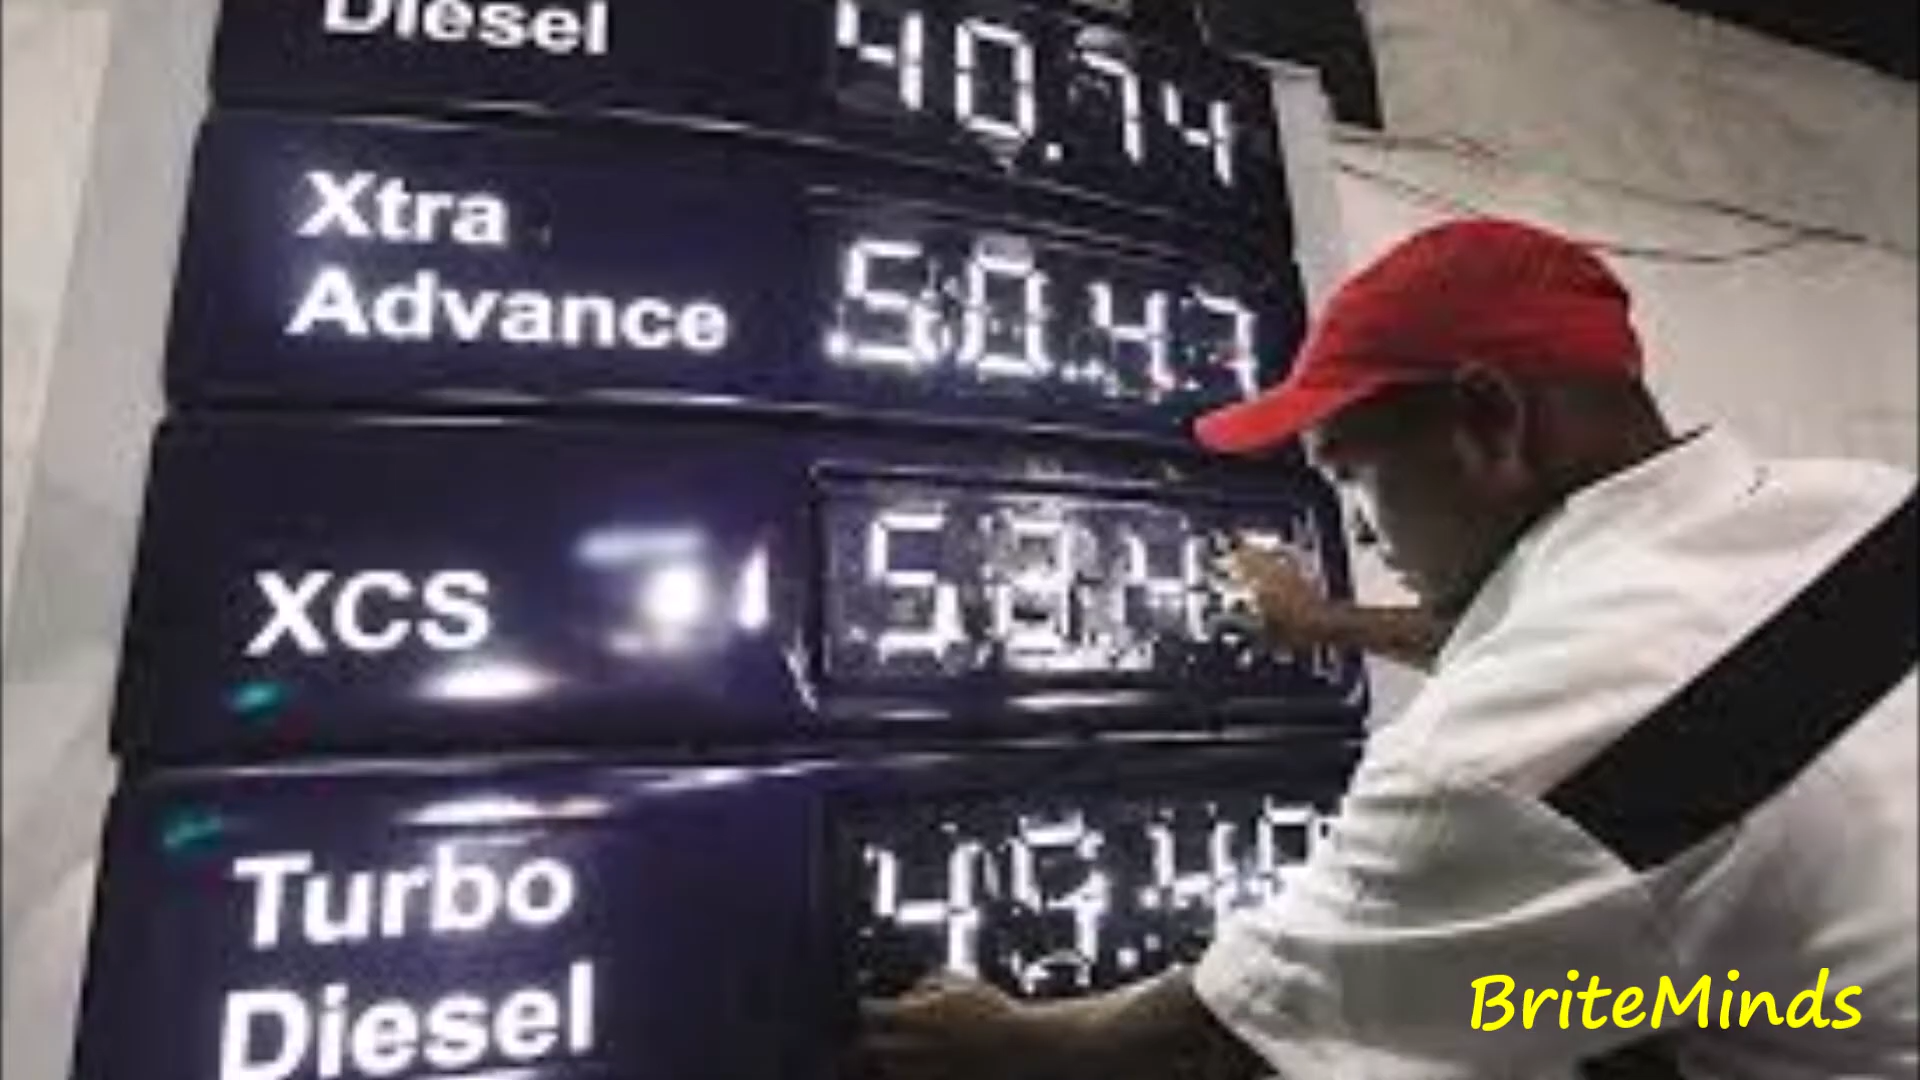 Diesel 40.74
Xtra
Advance 50.47
XCS
Turbo
Diesel
BriteMinds